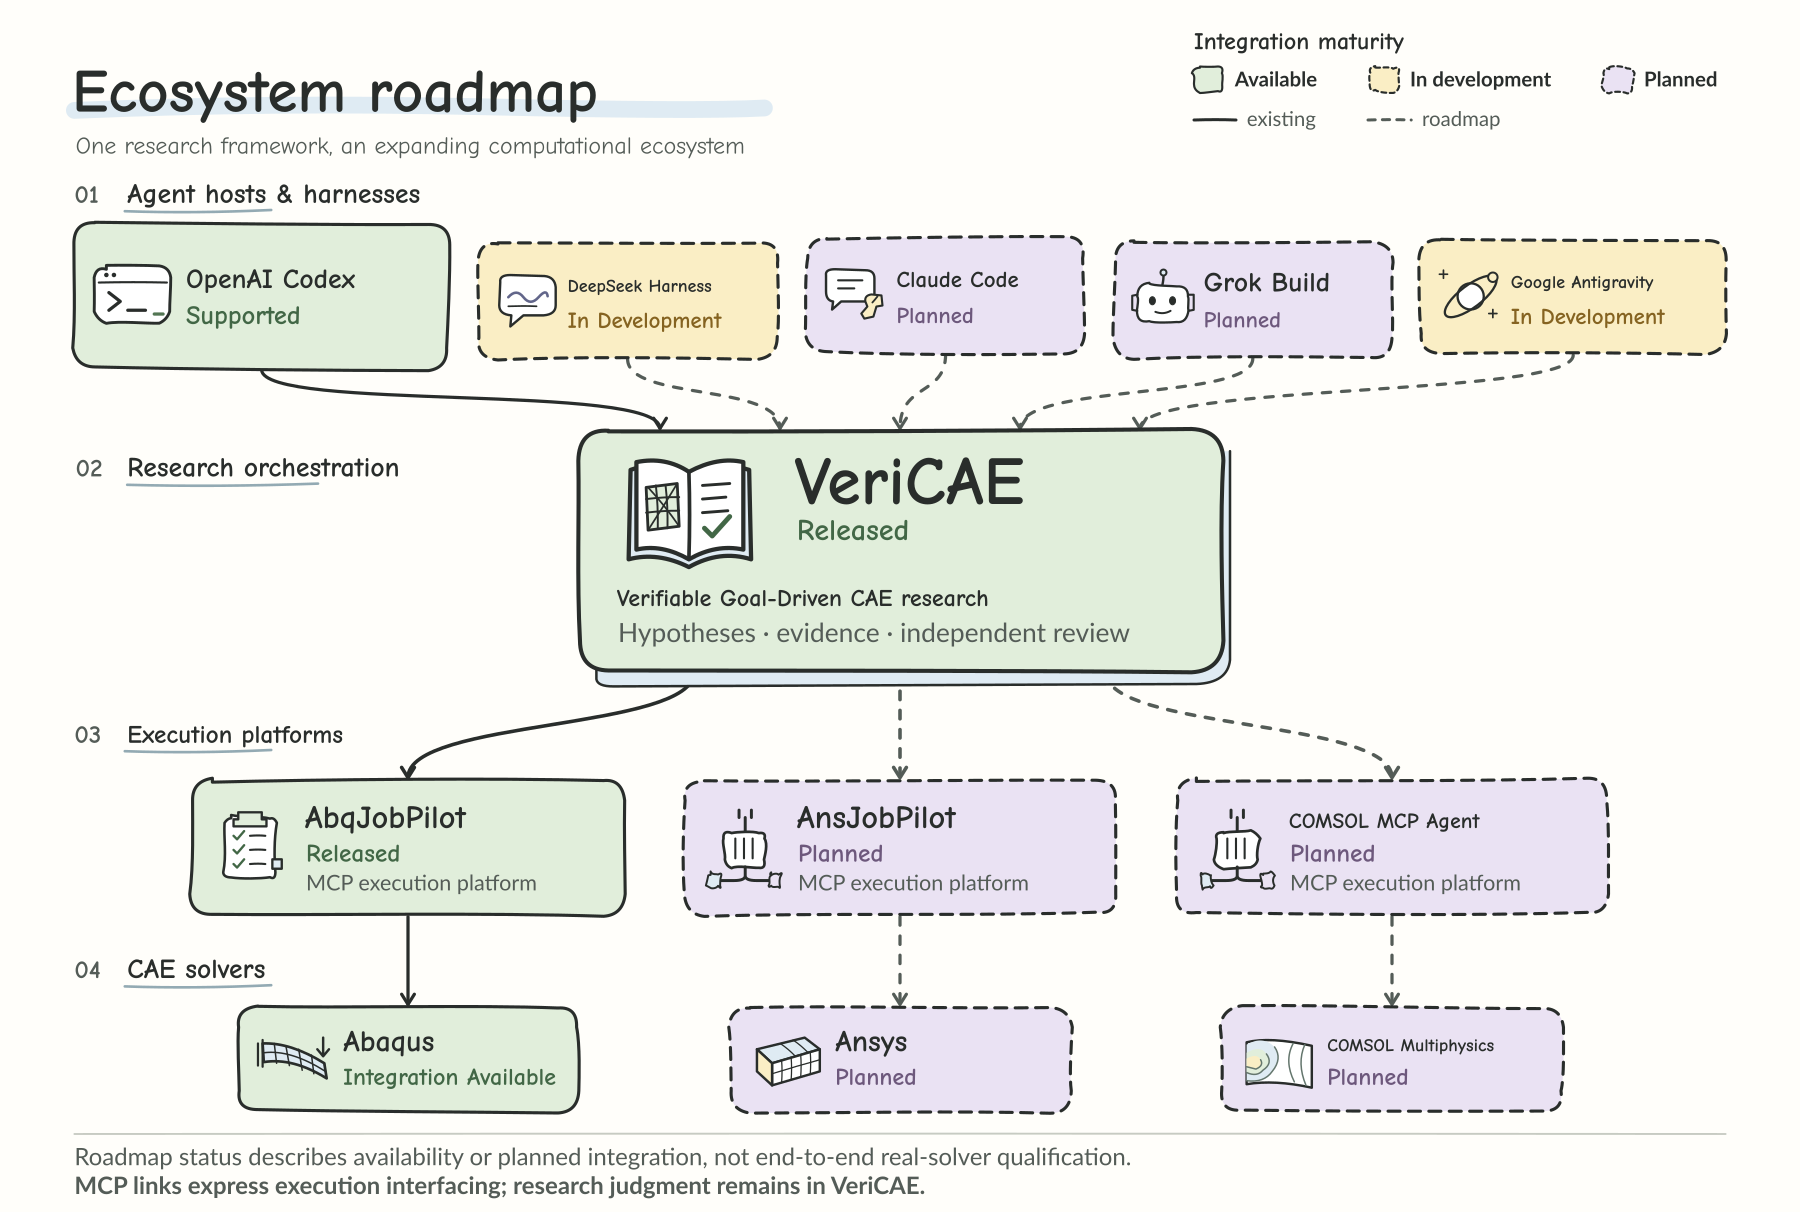 Ecosystem roadmap
One research framework, an expanding computational ecosystem
Integration maturity
Available
In development
Planned
existing
roadmap
01 Agent hosts & harnesses
OpenAI Codex
Supported
DeepSeek Harness
In Development
Claude Code
Planned
Grok Build
Planned
Google Antigravity
In Development
02 Research orchestration
VeriCAE
Released
Verifiable Goal-Driven CAE research
Hypotheses · evidence · independent review
03 Execution platforms
AbqJobPilot
Released
MCP execution platform
AnsJobPilot
Planned
MCP execution platform
COMSOL MCP Agent
Planned
MCP execution platform
04 CAE solvers
Abaqus
Integration Available
Ansys
Planned
COMSOL Multiphysics
Planned
Roadmap status describes availability or planned integration, not end-to-end real-solver qualification.
MCP links express execution interfacing; research judgment remains in VeriCAE.